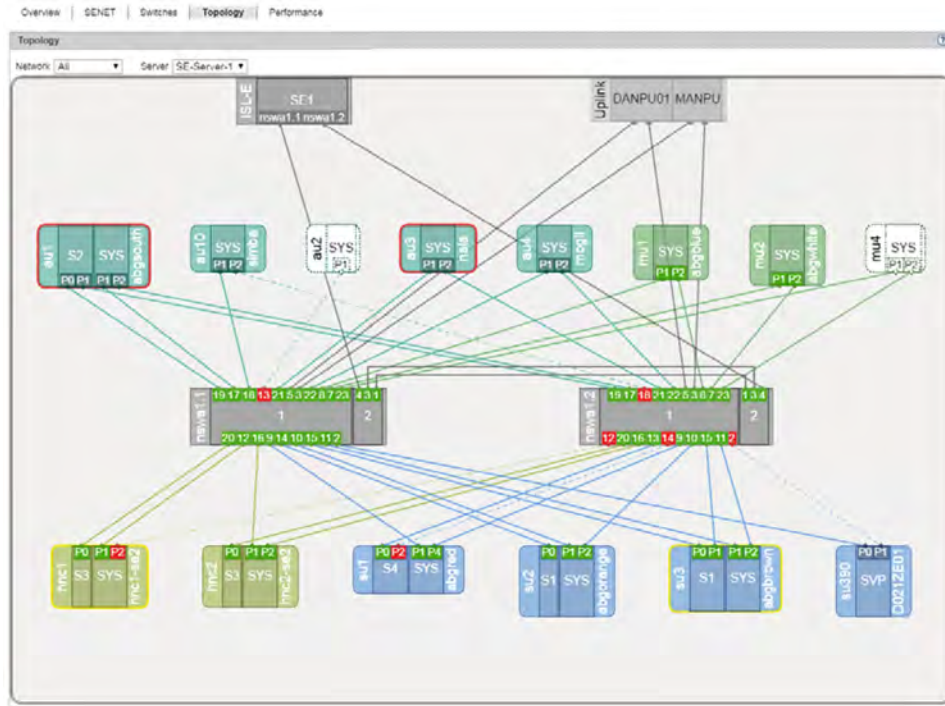 Overview SENET Switches Topology Performance
Topology
Network All Server SE-Server-1
ISL-E SE1
nswa1.1 nswa1.2
Uplink DANPU01 MANPU
au1 S2 SYS abgsouth
P0 P1 P1 P2
au10 SYS simba
P1 P2
au2 SYS
P1
au3 SYS nala
P1 P2
au4 SYS mogli
P1 P2
mu1 SYS abgblue
P1 P2
mu2 SYS abgwhite
P1 P2
mu4 SYS
P1 P2
19 17 18 13 21 5 3 22 8 7 23 4 3 1
nswa1.1 1 2
20 12 16 9 14 10 15 11 2
19 17 18 21 22 5 3 8 7 23 1 3 4
nswa1.2 1 2
12 20 16 13 14 9 10 15 11 2
P0 P1 P2
hnc1 S3 SYS hnc1-se2
P0 P1 P2
hnc2 S3 SYS hnc2-se2
P0 P2 P1 P4
su1 S4 SYS abgred
P0 P1 P2
su2 S1 SYS abgorange
P0 P1 P1 P2
su3 S1 SYS abgbrown
P0 P1
su390 SVP D0212E01